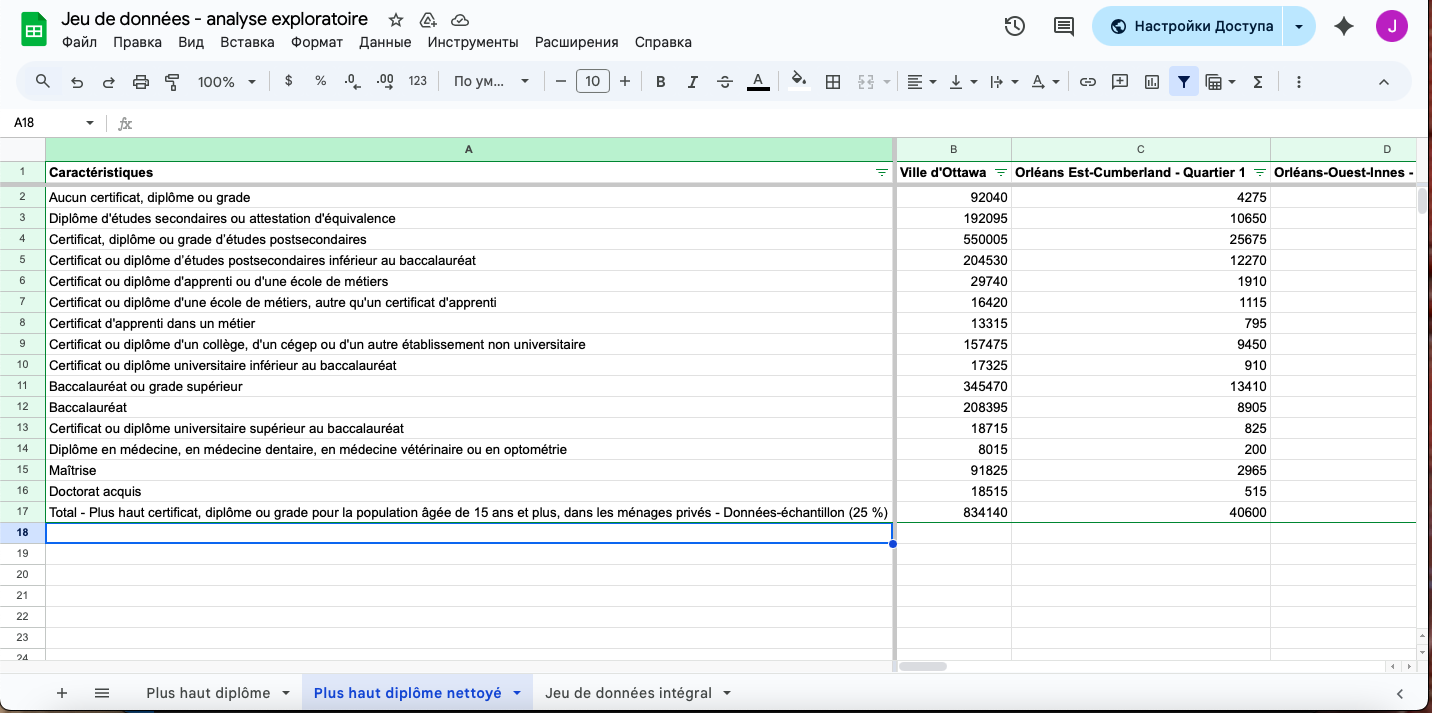 Jeu de données - analyse exploratoire
Файл Правка Вид Вставка Формат Данные Инструменты Расширения Справка
Настройки Доступа
J
100% $ % .0 .00 123 По ум... − 10 + B I S A Σ
A18 fx
A B C D
1 Caractéristiques Ville d'Ottawa Orléans Est-Cumberland - Quartier 1 Orléans-Ouest-Innes -
2 Aucun certificat, diplôme ou grade 92040 4275
3 Diplôme d'études secondaires ou attestation d'équivalence 192095 10650
4 Certificat, diplôme ou grade d'études postsecondaires 550005 25675
5 Certificat ou diplôme d'études postsecondaires inférieur au baccalauréat 204530 12270
6 Certificat ou diplôme d'apprenti ou d'une école de métiers 29740 1910
7 Certificat ou diplôme d'une école de métiers, autre qu'un certificat d'apprenti 16420 1115
8 Certificat d'apprenti dans un métier 13315 795
9 Certificat ou diplôme d'un collège, d'un cégep ou d'un autre établissement non universitaire 157475 9450
10 Certificat ou diplôme universitaire inférieur au baccalauréat 17325 910
11 Baccalauréat ou grade supérieur 345470 13410
12 Baccalauréat 208395 8905
13 Certificat ou diplôme universitaire supérieur au baccalauréat 18715 825
14 Diplôme en médecine, en médecine dentaire, en médecine vétérinaire ou en optométrie 8015 200
15 Maîtrise 91825 2965
16 Doctorat acquis 18515 515
17 Total - Plus haut certificat, diplôme ou grade pour la population âgée de 15 ans et plus, dans les ménages privés - Données-échantillon (25 %) 834140 40600
18
19
20
21
22
23
24
Plus haut diplôme Plus haut diplôme nettoyé Jeu de données intégral